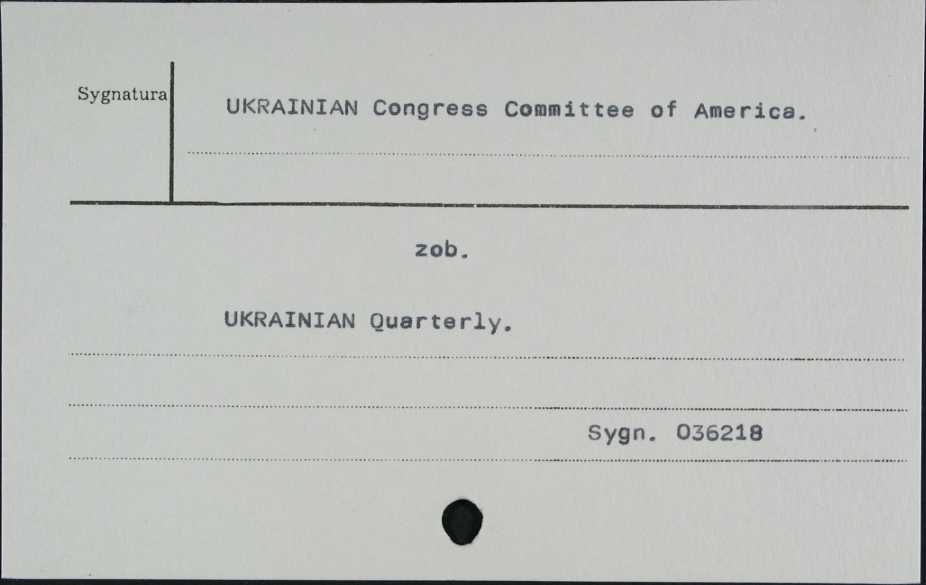 Sygnatura
UKRAINIAN Congress Committee of America.
zob.
UKRAINIAN Quarterly.
Sygn. 036218